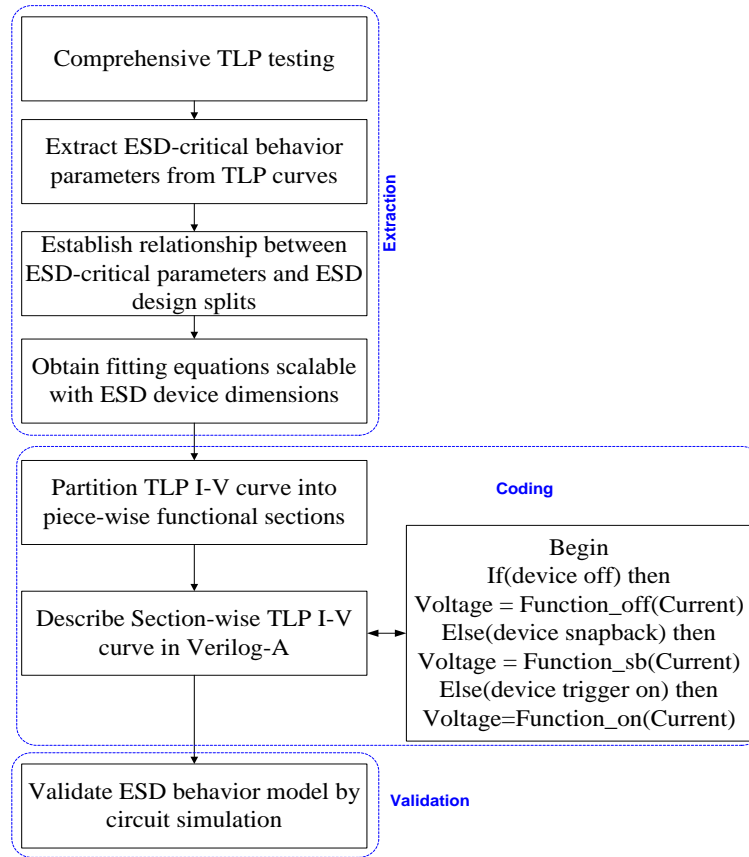 Comprehensive TLP testing
Extract ESD-critical behavior
parameters from TLP curves
Establish relationship between
ESD-critical parameters and ESD
design splits
Obtain fitting equations scalable
with ESD device dimensions
Extraction
Partition TLP I-V curve into
piece-wise functional sections
Coding
Describe Section-wise TLP I-V
curve in Verilog-A
Begin
If(device off) then
Voltage = Function_off(Current)
Else(device snapback) then
Voltage = Function_sb(Current)
Else(device trigger on) then
Voltage=Function_on(Current)
Validate ESD behavior model by
circuit simulation
Validation